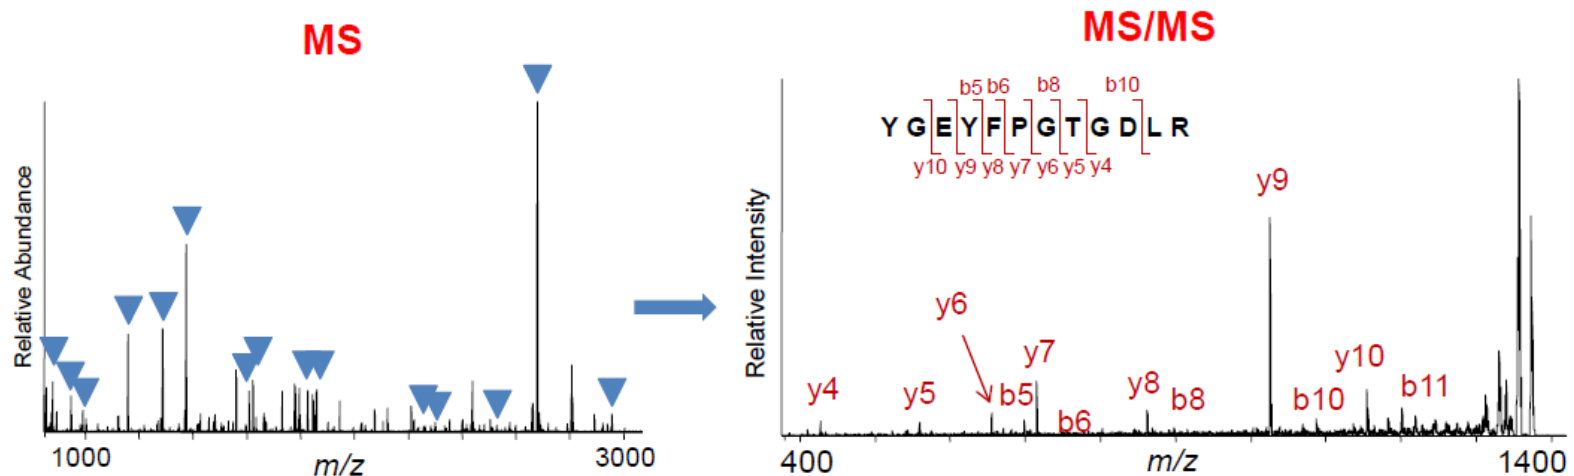 MS
Relative Abundance
1000
m/z
3000
MS/MS
Relative Intensity
b5 b6 b8 b10
Y G E Y F P G T G D L R
y10 y9 y8 y7 y6 y5 y4
y9
y6
y7
y10
y4
y5
b5
y8
b8
b10
b11
b6
400
m/z
1400